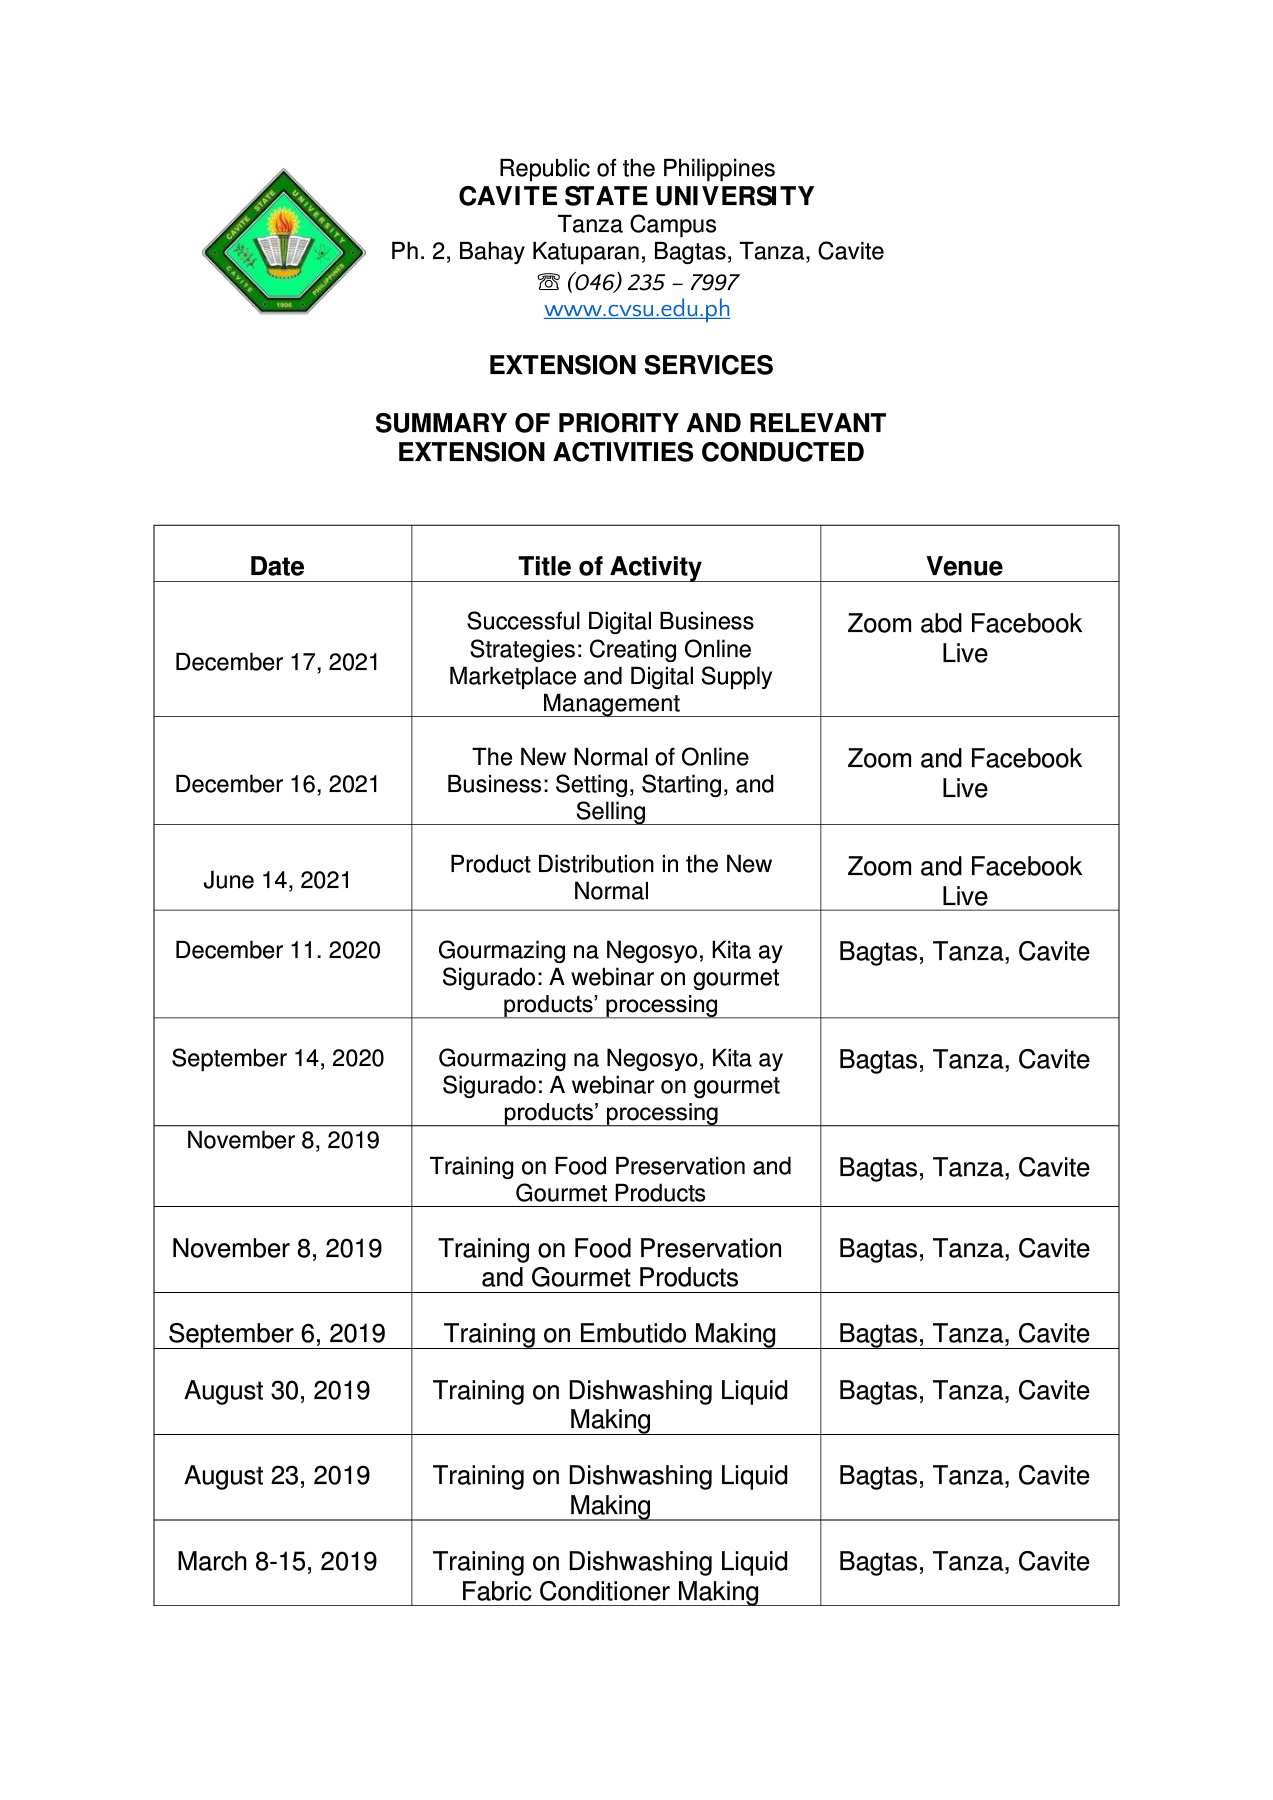 Republic of the Philippines
CAVITE STATE UNIVERSITY
Tanza Campus
Ph. 2, Bahay Katuparan, Bagtas, Tanza, Cavite
☏ (046) 235 – 7997
www.cvsu.edu.ph
CAVITE STATE UNIVERSITY
CAVITE 1906 PHILIPPINES
EXTENSION SERVICES
SUMMARY OF PRIORITY AND RELEVANT
EXTENSION ACTIVITIES CONDUCTED
Date Title of Activity Venue
December 17, 2021
Successful Digital Business
Strategies: Creating Online
Marketplace and Digital Supply
Management
Zoom abd Facebook
Live
December 16, 2021
The New Normal of Online
Business: Setting, Starting, and
Selling
Zoom and Facebook
Live
June 14, 2021
Product Distribution in the New
Normal
Zoom and Facebook
Live
December 11. 2020
Gourmazing na Negosyo, Kita ay
Sigurado: A webinar on gourmet
products’ processing
Bagtas, Tanza, Cavite
September 14, 2020
Gourmazing na Negosyo, Kita ay
Sigurado: A webinar on gourmet
products’ processing
Bagtas, Tanza, Cavite
November 8, 2019
Training on Food Preservation and
Gourmet Products
Bagtas, Tanza, Cavite
November 8, 2019
Training on Food Preservation
and Gourmet Products
Bagtas, Tanza, Cavite
September 6, 2019
Training on Embutido Making
Bagtas, Tanza, Cavite
August 30, 2019
Training on Dishwashing Liquid
Making
Bagtas, Tanza, Cavite
August 23, 2019
Training on Dishwashing Liquid
Making
Bagtas, Tanza, Cavite
March 8-15, 2019
Training on Dishwashing Liquid
Fabric Conditioner Making
Bagtas, Tanza, Cavite